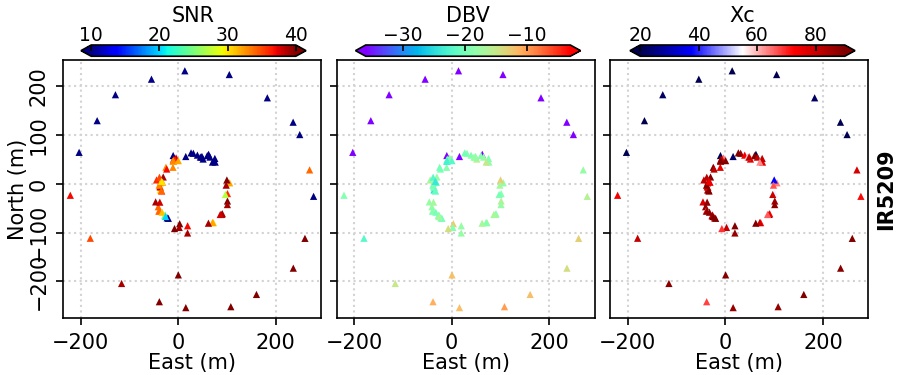 SNR DBV Xc
10 20 30 40 −30 −20 −10 20 40 60 80
200
100
0
−100
−200
North (m)
IR5209
−200 0 200 −200 0 200 −200 0 200
East (m) East (m) East (m)